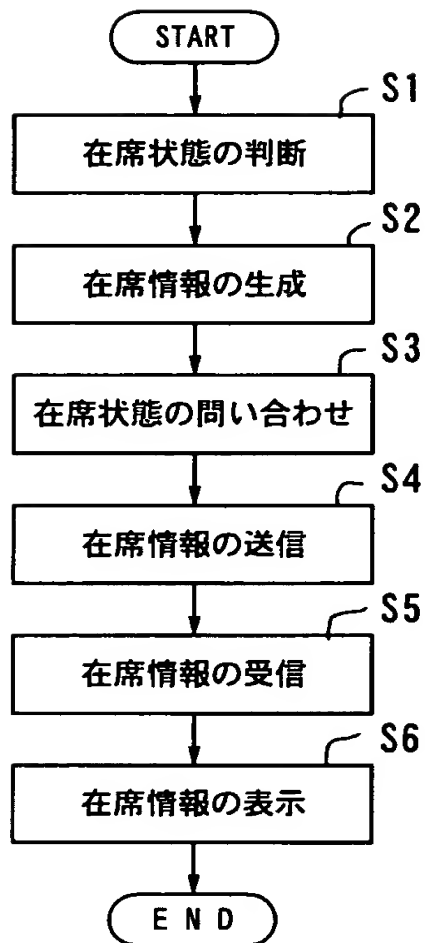 START
S1
在席状態の判断
S2
在席情報の生成
S3
在席状態の問い合わせ
S4
在席情報の送信
S5
在席情報の受信
S6
在席情報の表示
END